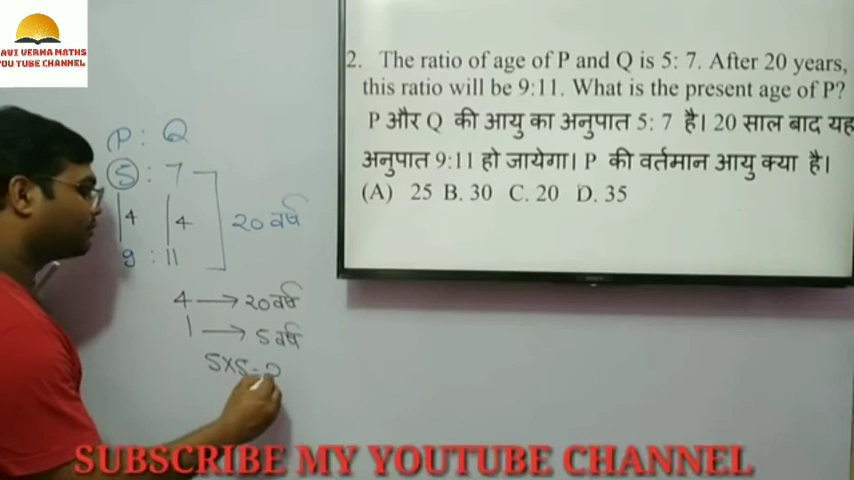 AVI VERMA MATHS
YOU TUBE CHANNEL
P : Q
5 : 7
4 4 20 वर्ष
9 : 11
4 → 20 वर्ष
1 → 5 वर्ष
5×5=2
2. The ratio of age of P and Q is 5: 7. After 20 years,
this ratio will be 9:11. What is the present age of P?
P और Q की आयु का अनुपात 5: 7 है। 20 साल बाद यह
अनुपात 9:11 हो जायेगा। P की वर्तमान आयु क्या है।
(A) 25 B. 30 C. 20 D. 35
SUBSCRIBE MY YOUTUBE CHANNEL